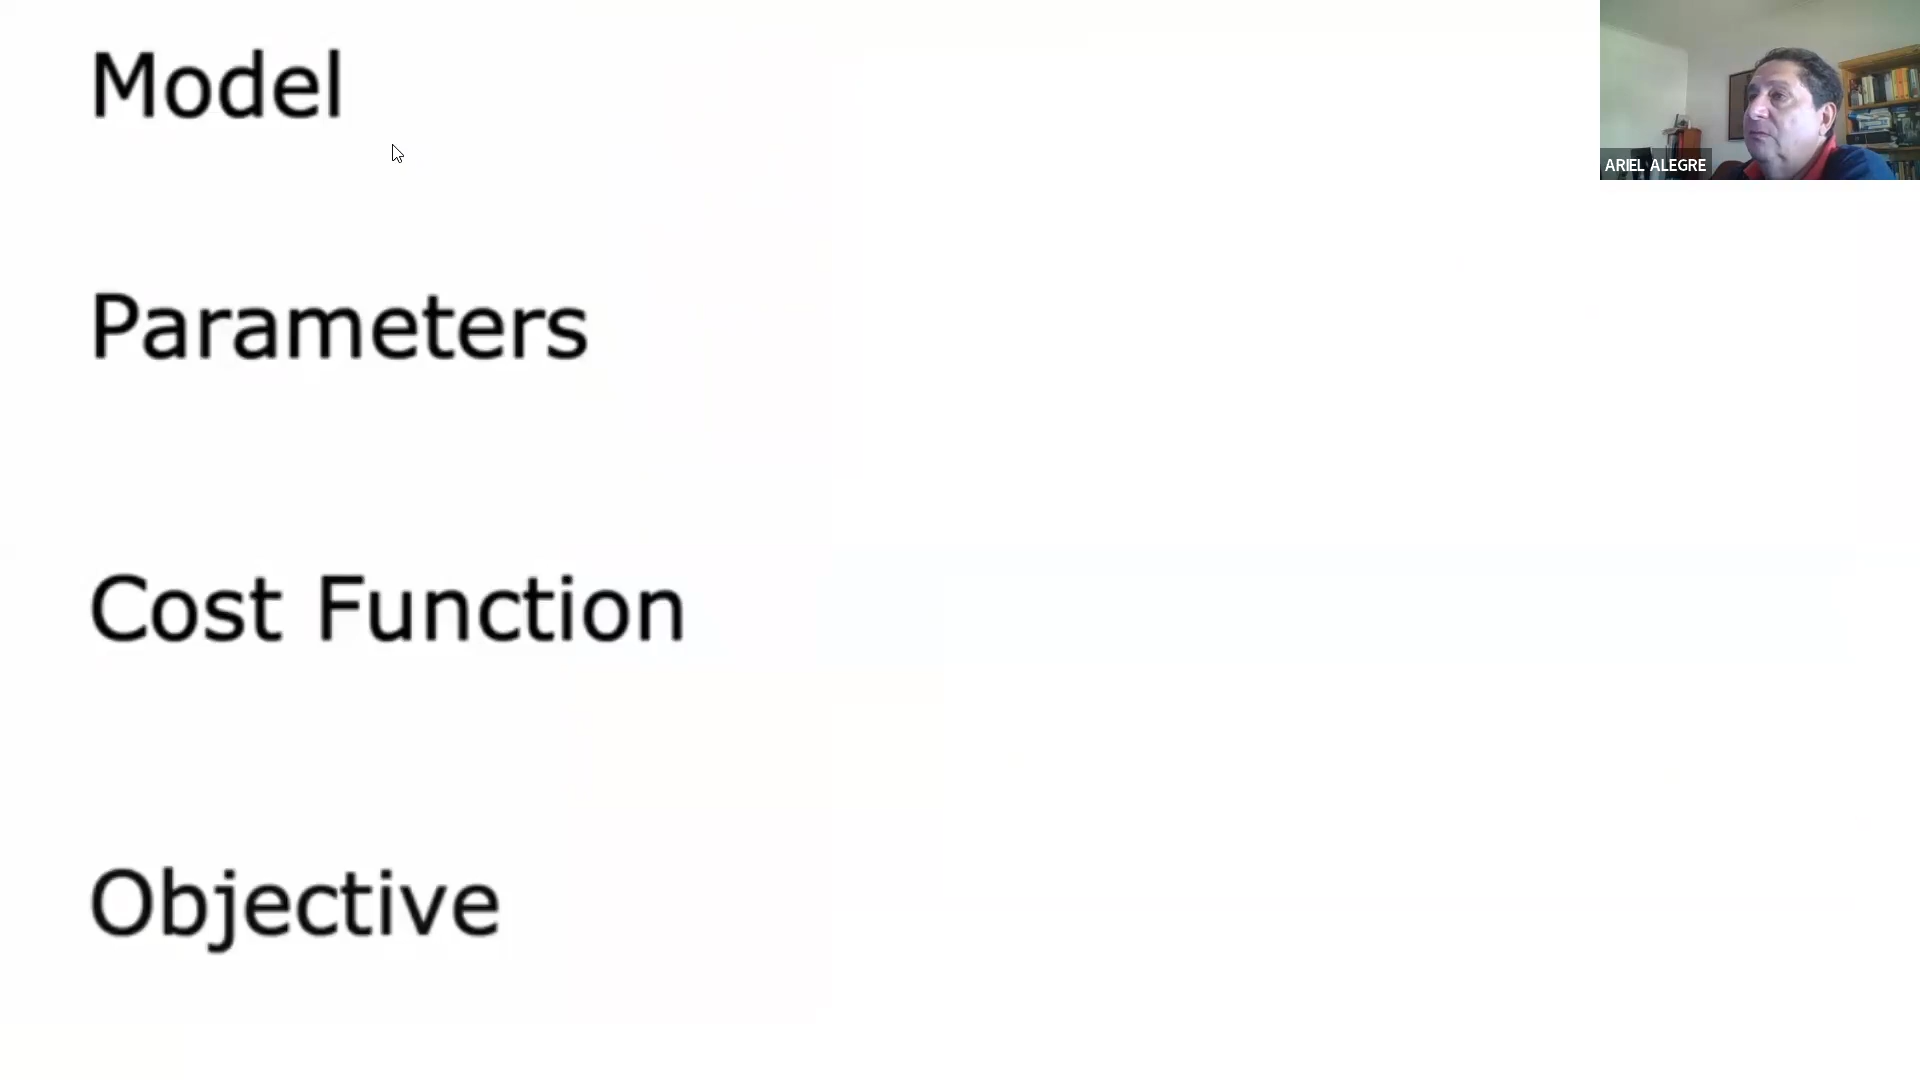 Model
ARIEL ALEGRE
Parameters
Cost Function
Objective